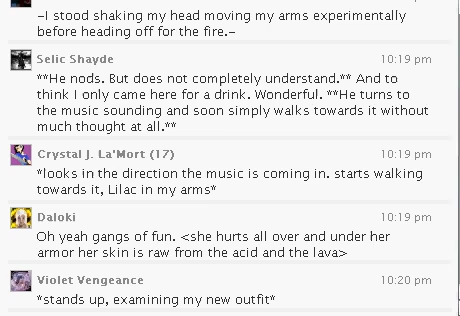 ~I stood shaking my head moving my arms experimentally
before heading off for the fire.~
Selic Shayde 10:19 pm
**He nods. But does not completely understand.** And to
think I only came here for a drink. Wonderful. **He turns to
the music sounding and soon simply walks towards it without
much thought at all.**
Crystal J. La'Mort (17) 10:19 pm
*looks in the direction the music is coming in. starts walking
towards it, Lilac in my arms*
Daloki 10:19 pm
Oh yeah gangs of fun. <she hurts all over and under her
armor her skin is raw from the acid and the lava>
Violet Vengeance 10:20 pm
*stands up, examining my new outfit*